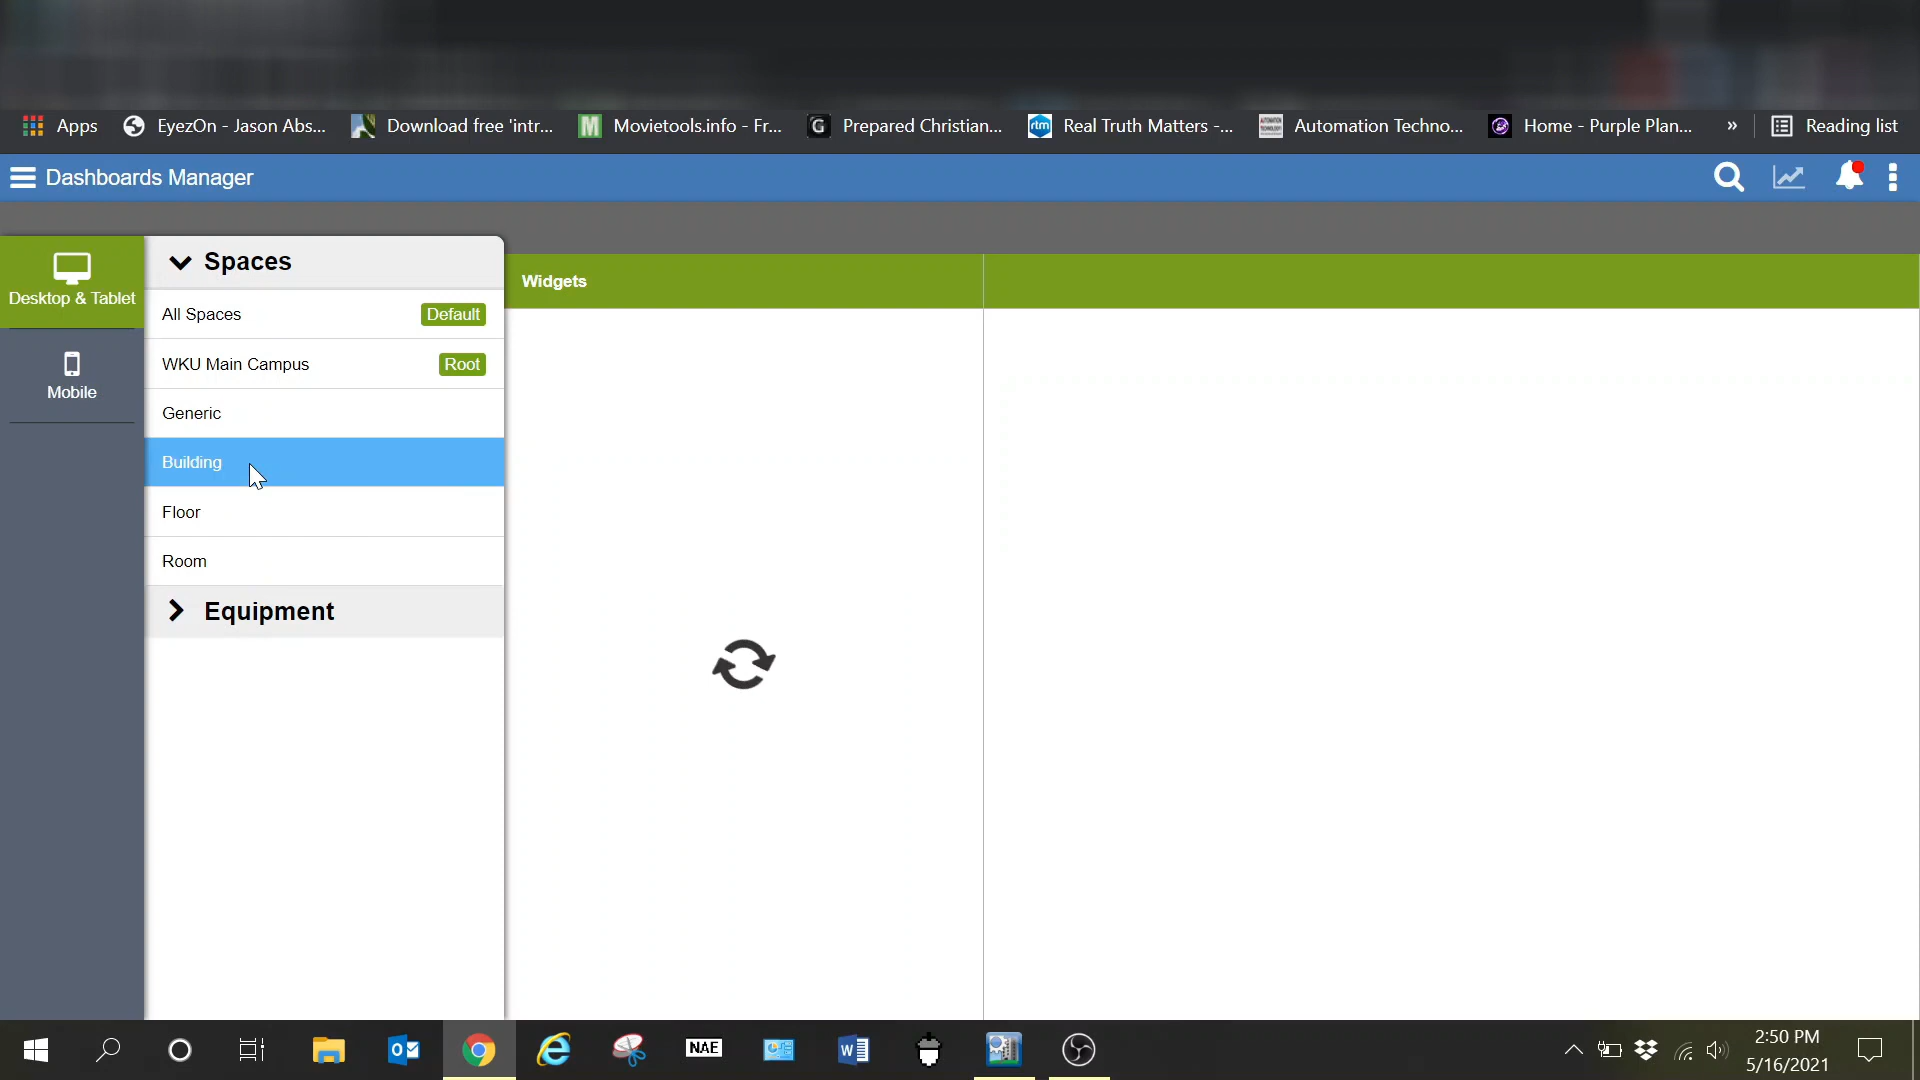 Apps EyezOn - Jason Abs... Download free 'intr... M Movietools.info - Fr... G Prepared Christian... rtm Real Truth Matters -... Automation Techno... Home - Purple Plan... » Reading list
Dashboards Manager
Desktop & Tablet
Mobile
Spaces
All Spaces Default
WKU Main Campus Root
Generic
Building
Floor
Room
Equipment
Widgets
NAE
2:50 PM
5/16/2021